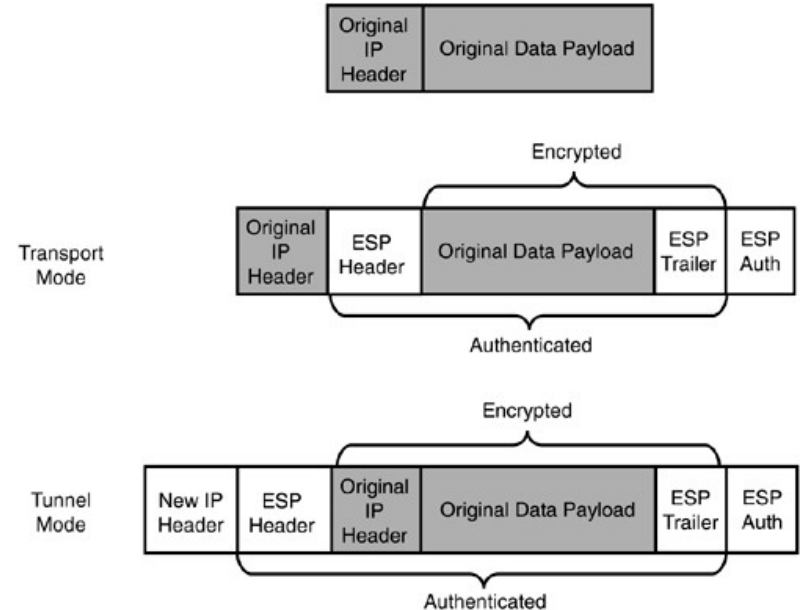 Original
IP
Header
Original Data Payload
Encrypted
Transport
Mode
Original
IP
Header
ESP
Header
Original Data Payload
ESP
Trailer
ESP
Auth
Authenticated
Encrypted
Tunnel
Mode
New IP
Header
ESP
Header
Original
IP
Header
Original Data Payload
ESP
Trailer
ESP
Auth
Authenticated